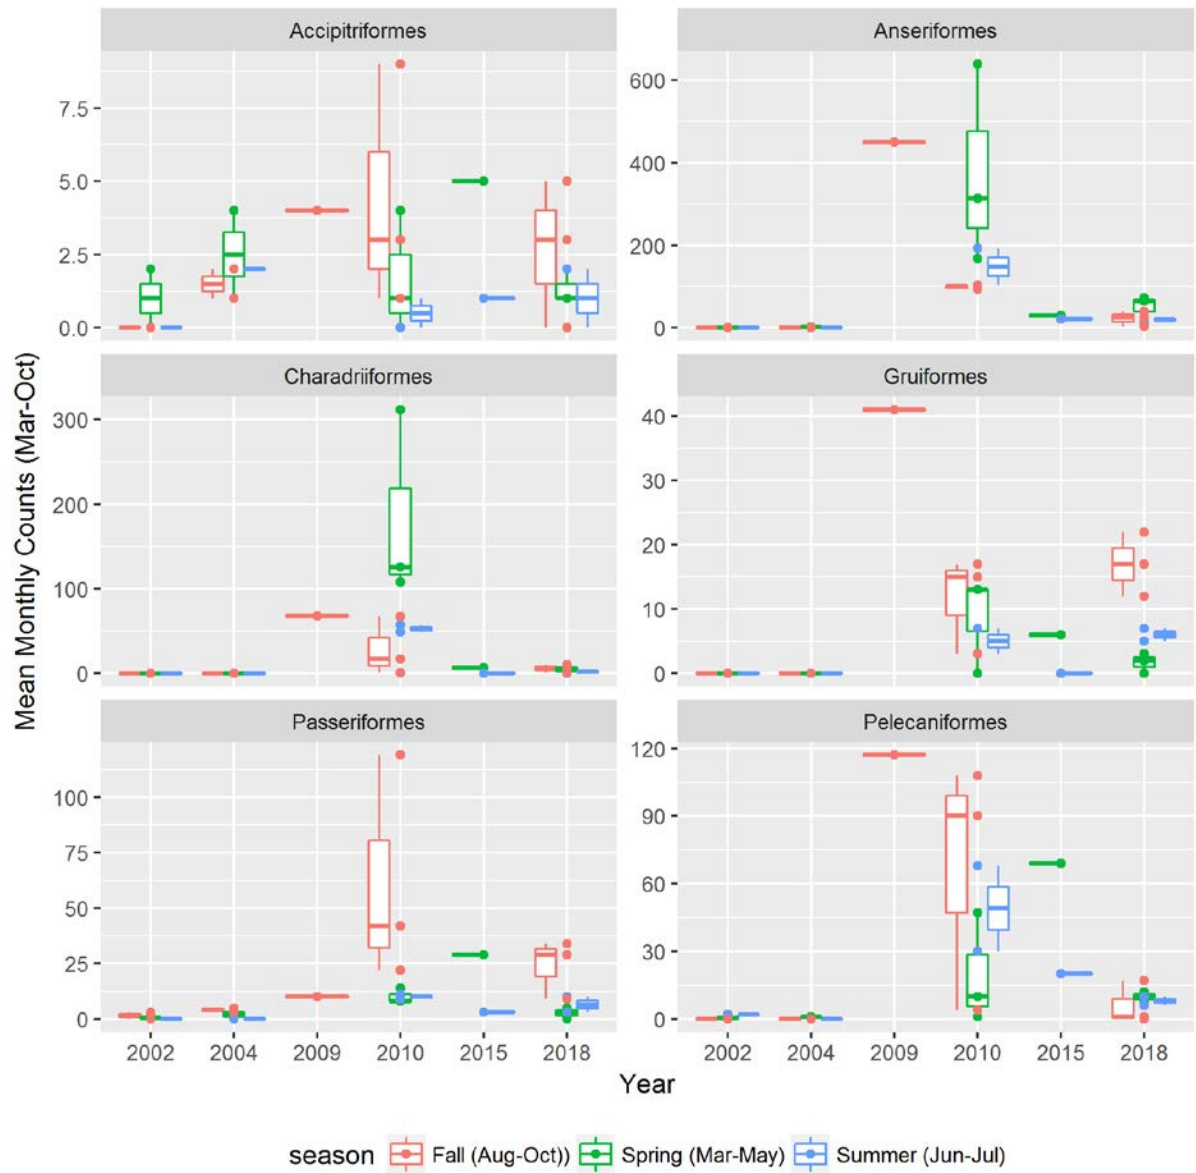 Accipitriformes
Anseriformes
7.5
5.0
2.5
0.0
600
400
200
0
Charadriiformes
Gruiformes
300
200
100
0
40
30
20
10
0
Passeriformes
Pelecaniformes
100
75
50
25
0
120
90
60
30
0
2002 2004 2009 2010 2015 2018
2002 2004 2009 2010 2015 2018
Mean Monthly Counts (Mar-Oct)
Year
season Fall (Aug-Oct)) Spring (Mar-May) Summer (Jun-Jul)